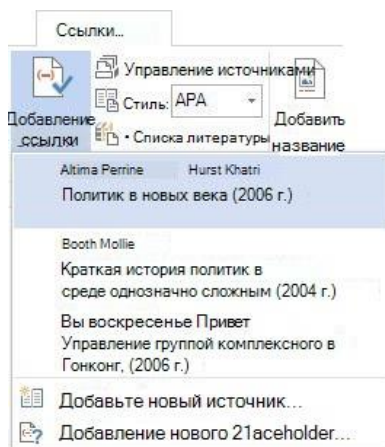 Ссылки...
Управление источниками
Стиль: APA
Добавление ссылки
• Списка литературы
Добавить название
Altima Perrine Hurst Khatri
Политик в новых века (2006 г.)
Booth Mollie
Краткая история политик в
среде однозначно сложным (2004 г.)
Вы воскресенье Привет
Управление группой комплексного в
Гонконг, (2006 г.)
Добавьте новый источник...
Добавление нового 21aceholder...